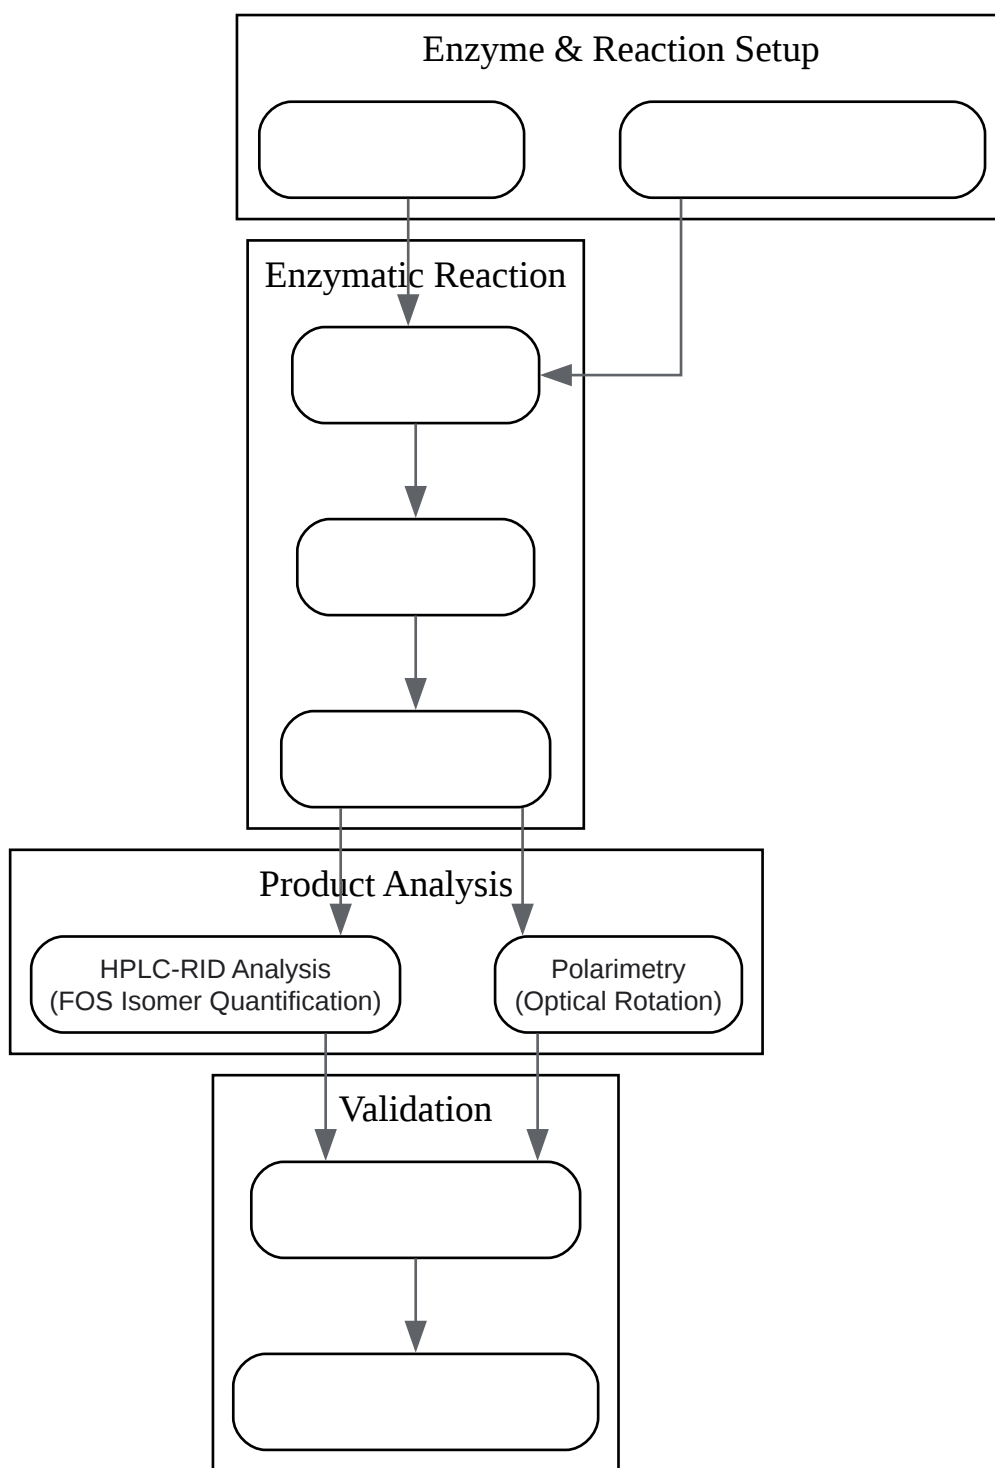 Enzyme & Reaction Setup
Enzymatic Reaction
Product Analysis
HPLC-RID Analysis
(FOS Isomer Quantification)
Polarimetry
(Optical Rotation)
Validation